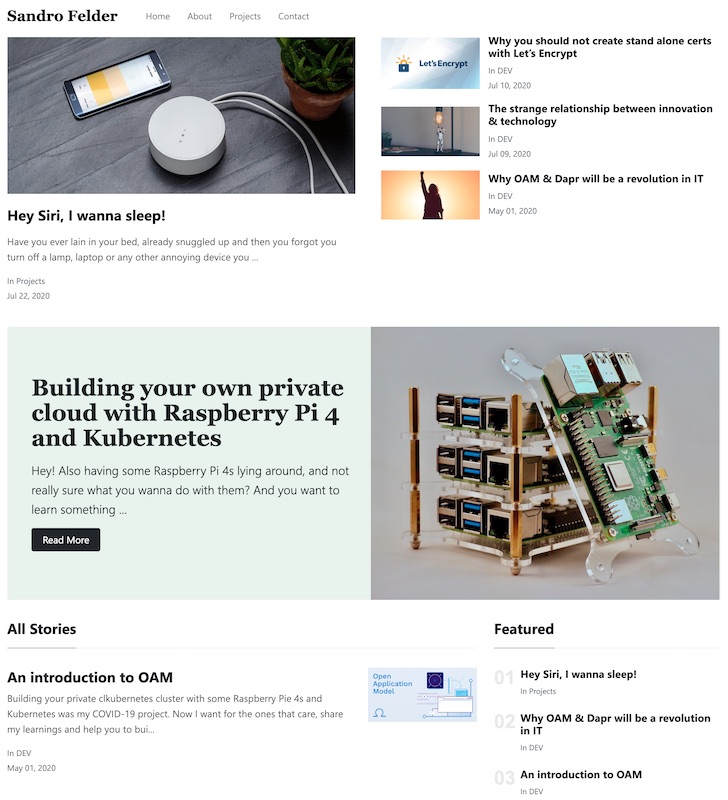 Sandro Felder
Home About Projects Contact
Hey Siri, I wanna sleep!
Have you ever lain in your bed, already snuggled up and then you forgot you
turn off a lamp, laptop or any other annoying device you ...
In Projects
Jul 22, 2020
Let's Encrypt
Why you should not create stand alone certs
with Let's Encrypt
In DEV
Jul 10, 2020
The strange relationship between innovation
& technology
In DEV
Jul 09, 2020
Why OAM & Dapr will be a revolution in IT
In DEV
May 01, 2020
Building your own private
cloud with Raspberry Pi 4
and Kubernetes
Hey! Also having some Raspberry Pi 4s lying around, and not
really sure what you wanna do with them? And you want to
learn something ...
Read More
All Stories
An introduction to OAM
Building your private clkubernetes cluster with some Raspberry Pie 4s and
Kubernetes was my COVID-19 project. Now I want for the ones that care, share
my learnings and help you to bui...
In DEV
May 01, 2020
Open
Application
Model
Featured
01
Hey Siri, I wanna sleep!
In Projects
02
Why OAM & Dapr will be a revolution
in IT
In DEV
03
An introduction to OAM
In DEV